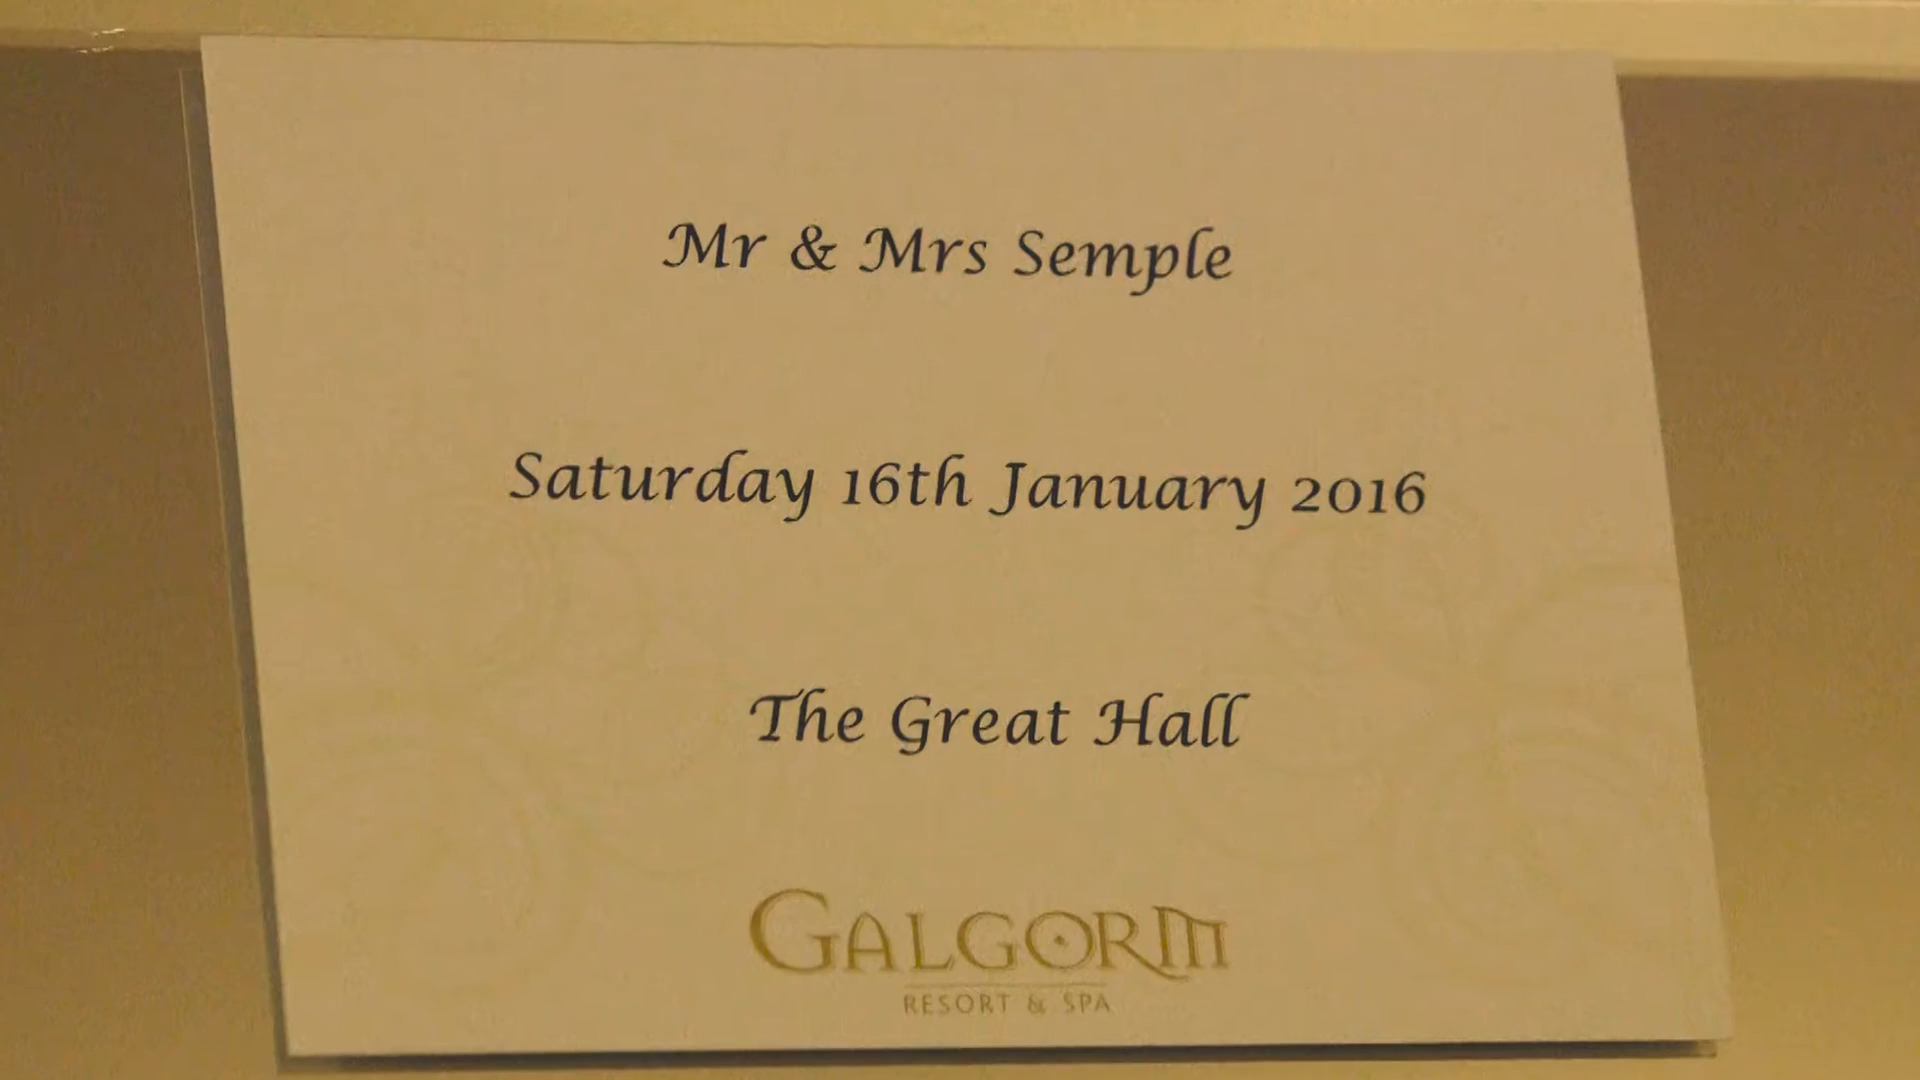 Mr & Mrs Semple
Saturday 16th January 2016
The Great Hall
GALGORM
RESORT & SPA